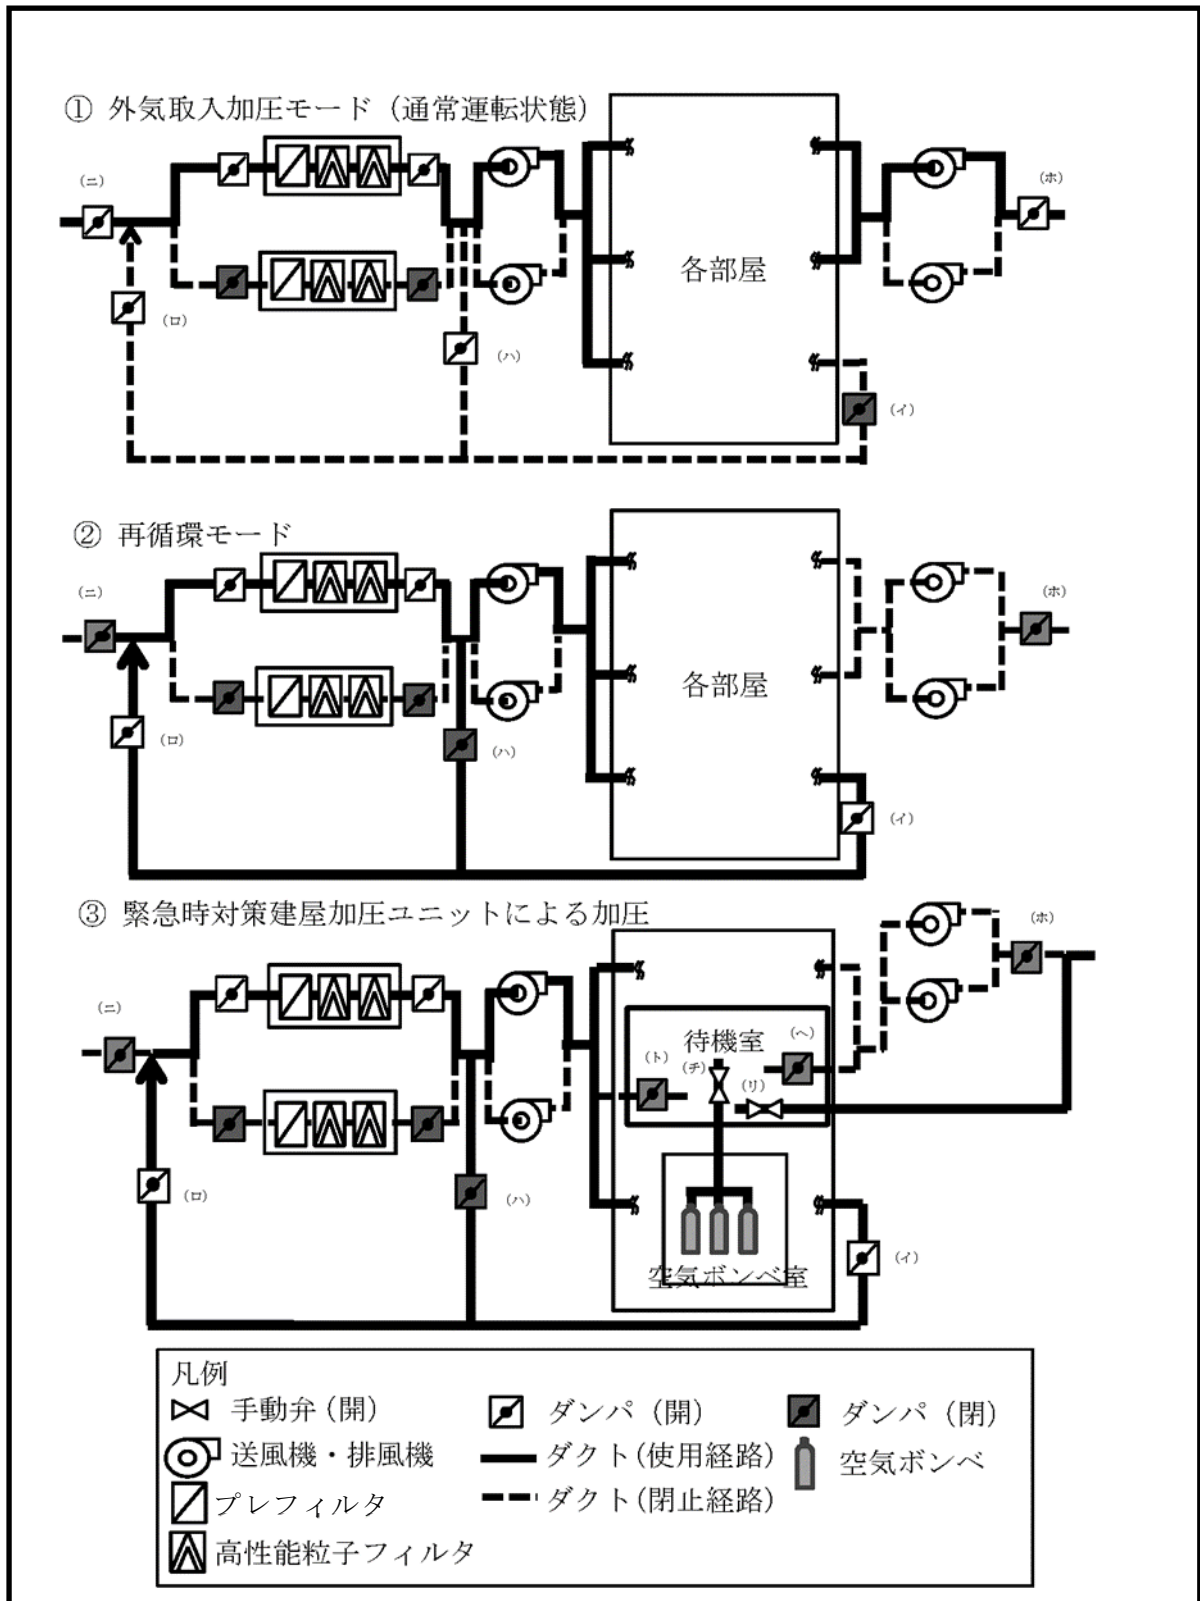 ① 外気取入加圧モード（通常運転状態）
(ニ)
(ホ)
各部屋
(ロ)
(ハ)
(イ)
② 再循環モード
(ニ)
(ホ)
各部屋
(ロ)
(ハ)
(イ)
③ 緊急時対策建屋加圧ユニットによる加圧
(ホ)
(ニ)
待機室
(ヘ)
(ト)
(チ)
(リ)
(ロ)
(ハ)
(イ)
空気ボンベ室
凡例
手動弁（開） ダンパ（開） ダンパ（閉）
送風機・排風機 ダクト(使用経路) 空気ボンベ
プレフィルタ ダクト(閉止経路)
高性能粒子フィルタ